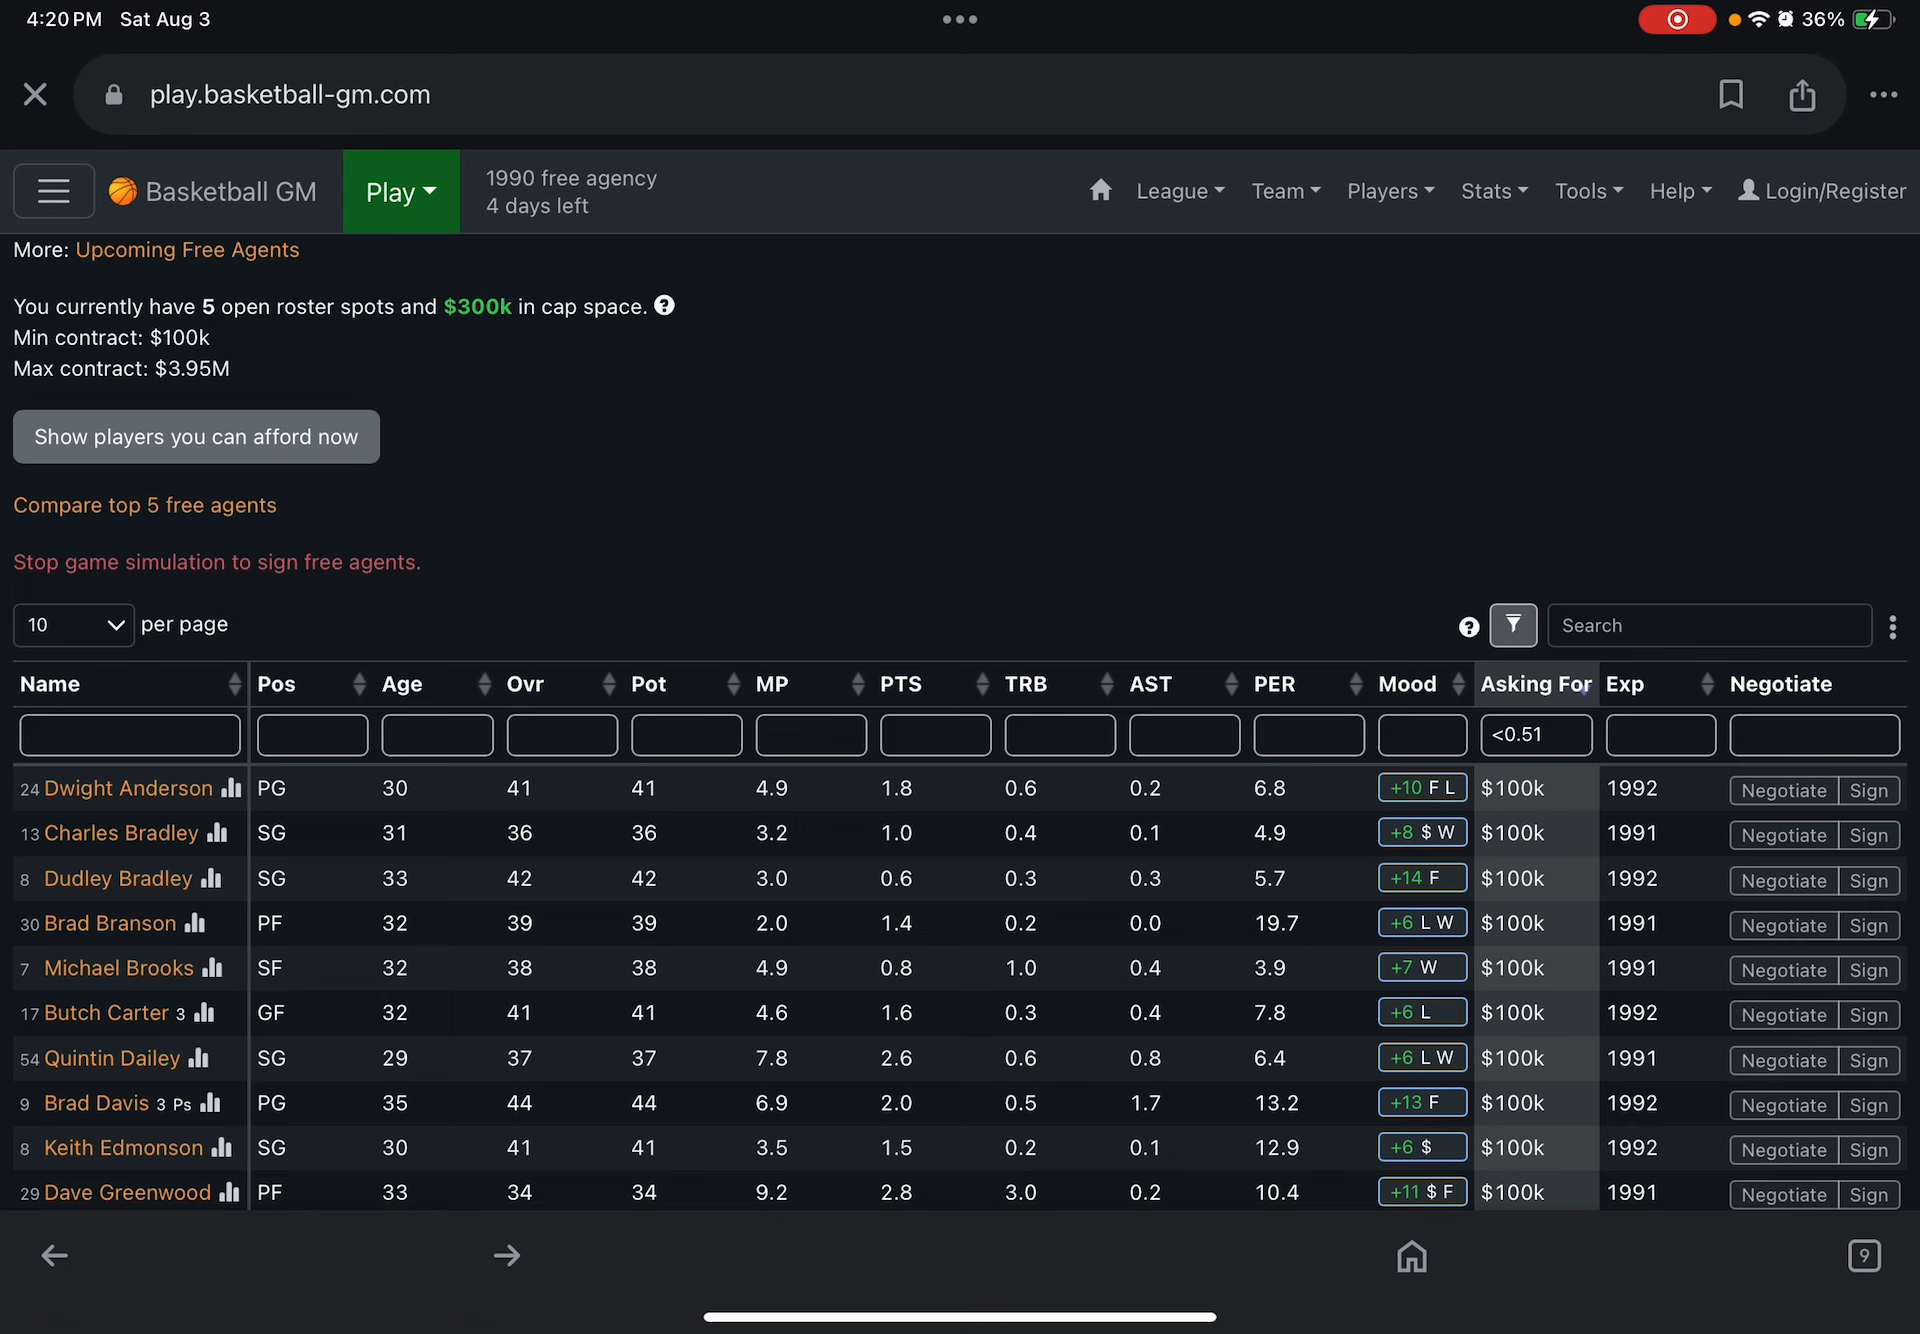 4:20 PM Sat Aug 3
36%
play.basketball-gm.com
Basketball GM
Play
1990 free agency
4 days left
League
Team
Players
Stats
Tools
Help
Login/Register
More: Upcoming Free Agents
You currently have 5 open roster spots and $300k in cap space. ?
Min contract: $100k
Max contract: $3.95M
Show players you can afford now
Compare top 5 free agents
Stop game simulation to sign free agents.
10 per page
? Search
Name Pos Age Ovr Pot MP PTS TRB AST PER Mood Asking For Exp Negotiate
<0.51
24 Dwight Anderson PG 30 41 41 4.9 1.8 0.6 0.2 6.8 +10 F L $100k 1992 Negotiate Sign
13 Charles Bradley SG 31 36 36 3.2 1.0 0.4 0.1 4.9 +8 $ W $100k 1991 Negotiate Sign
8 Dudley Bradley SG 33 42 42 3.0 0.6 0.3 0.3 5.7 +14 F $100k 1992 Negotiate Sign
30 Brad Branson PF 32 39 39 2.0 1.4 0.2 0.0 19.7 +6 L W $100k 1991 Negotiate Sign
7 Michael Brooks SF 32 38 38 4.9 0.8 1.0 0.4 3.9 +7 W $100k 1991 Negotiate Sign
17 Butch Carter 3 GF 32 41 41 4.6 1.6 0.3 0.4 7.8 +6 L $100k 1992 Negotiate Sign
54 Quintin Dailey SG 29 37 37 7.8 2.6 0.6 0.8 6.4 +6 L W $100k 1991 Negotiate Sign
9 Brad Davis 3 Ps PG 35 44 44 6.9 2.0 0.5 1.7 13.2 +13 F $100k 1992 Negotiate Sign
8 Keith Edmonson SG 30 41 41 3.5 1.5 0.2 0.1 12.9 +6 $ $100k 1992 Negotiate Sign
29 Dave Greenwood PF 33 34 34 9.2 2.8 3.0 0.2 10.4 +11 $ F $100k 1991 Negotiate Sign
9